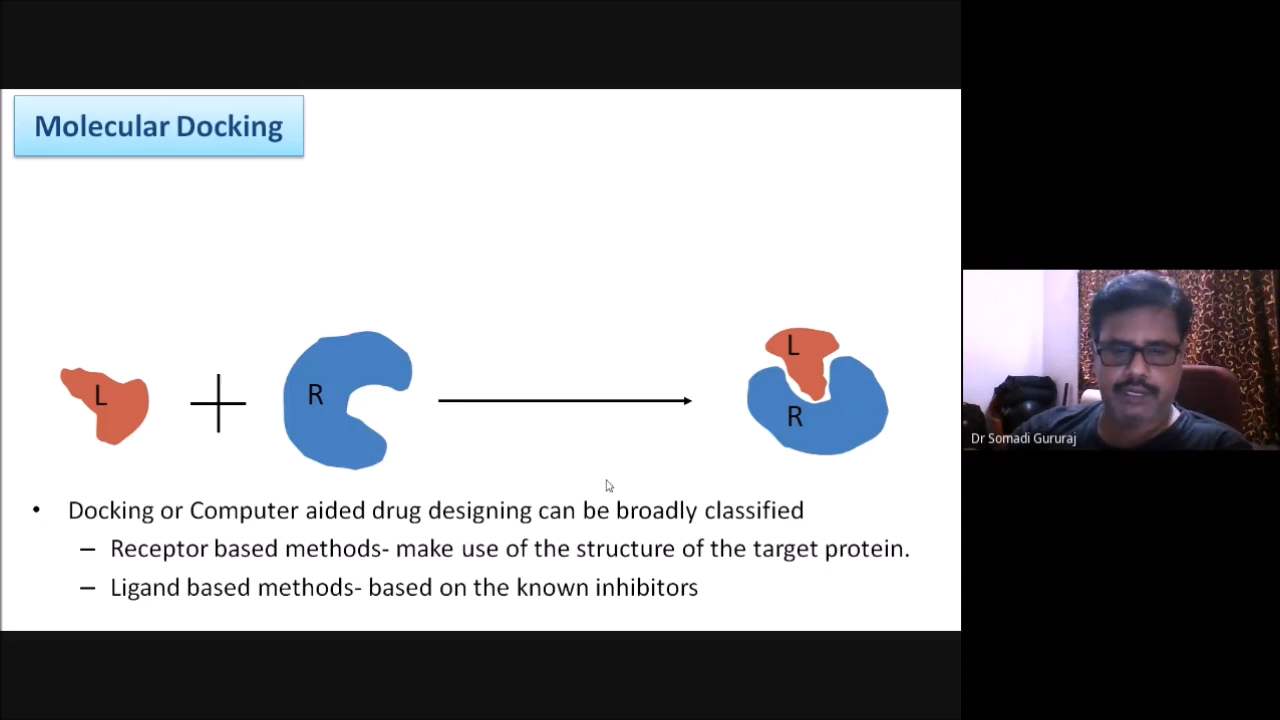 Molecular Docking
L
R
L
R
• Docking or Computer aided drug designing can be broadly classified
– Receptor based methods- make use of the structure of the target protein.
– Ligand based methods- based on the known inhibitors
Dr Somadi Gururaj